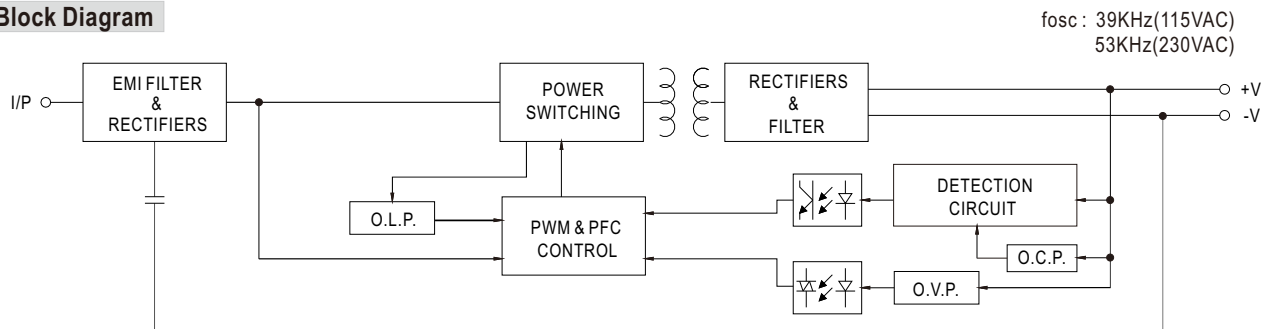 Block Diagram
fosc : 39KHz(115VAC)
53KHz(230VAC)
I/P
EMI FILTER
&
RECTIFIERS
POWER
SWITCHING
RECTIFIERS
&
FILTER
+V
-V
O.L.P.
PWM & PFC
CONTROL
DETECTION
CIRCUIT
O.C.P.
O.V.P.